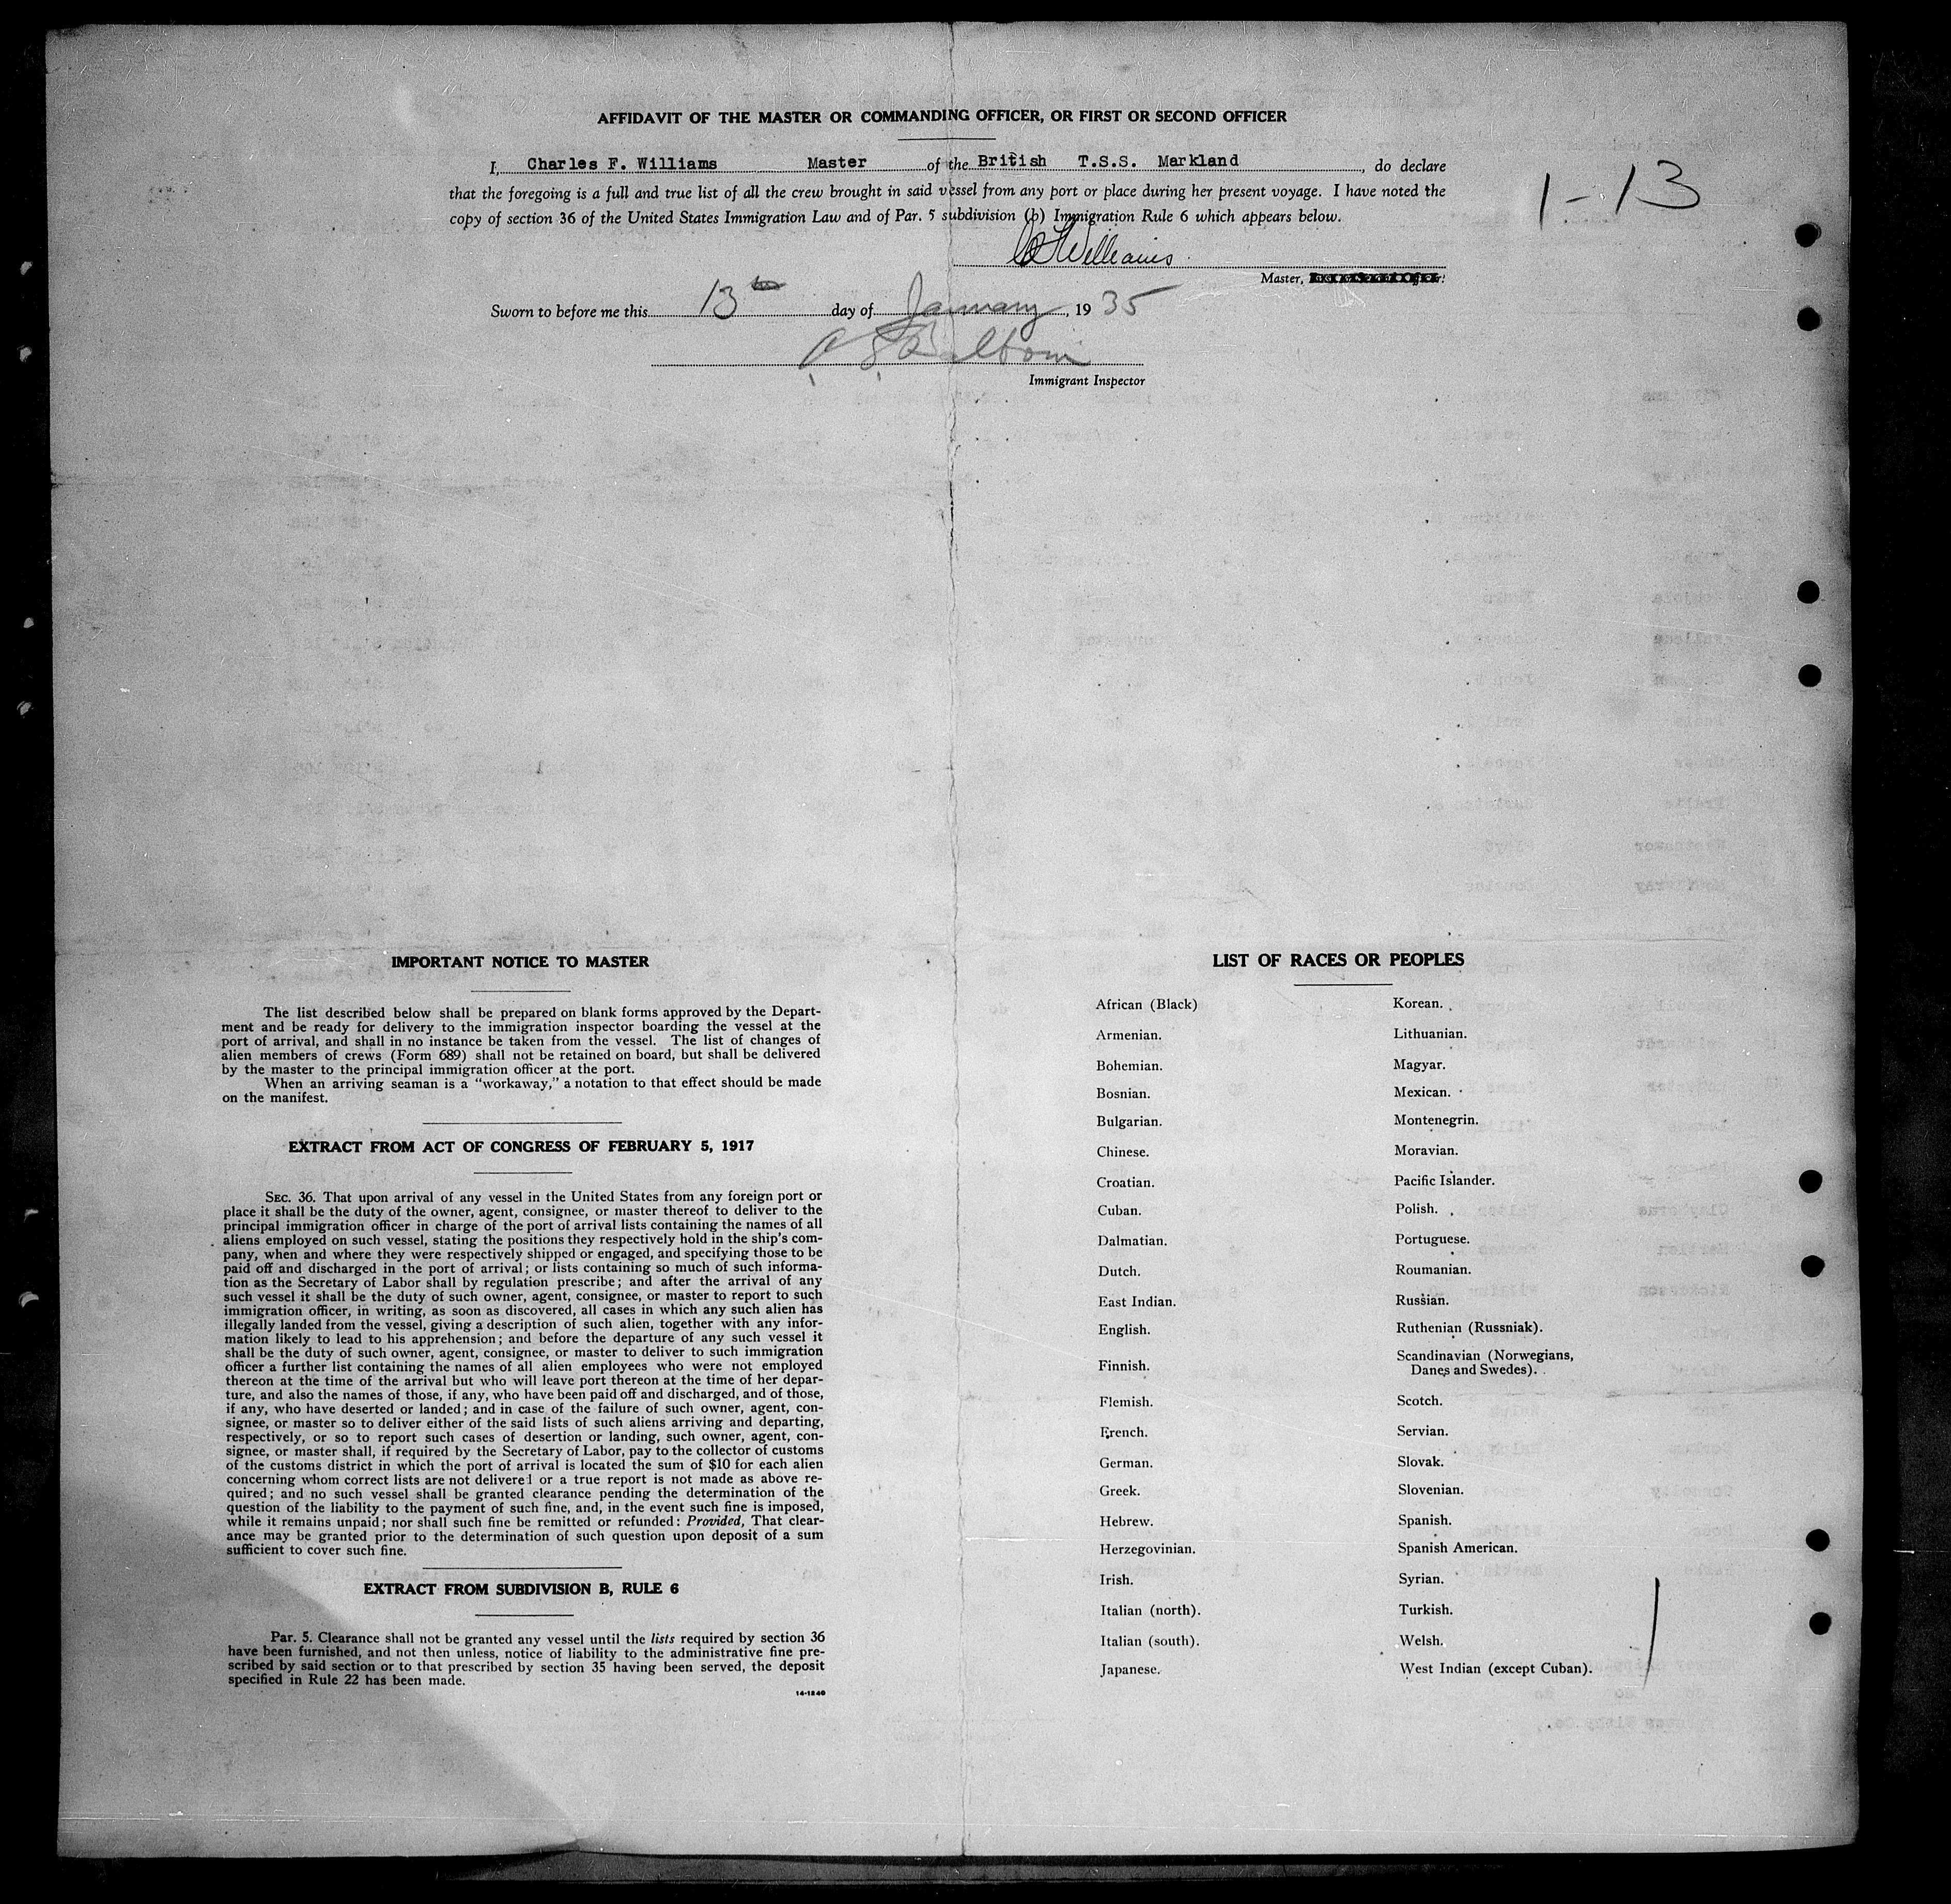 AFFIDAVIT OF THE MASTER OR COMMANDING OFFICER, OR FIRST OR SECOND OFFICER
I, Charles F. Williams Master of the British T.S.S. Markland, do declare
that the foregoing is a full and true list of all the crew brought in said vessel from any port or place during her present voyage. I have noted the
copy of section 36 of the United States Immigration Law and of Par. 5 subdivision (b) Immigration Rule 6 which appears below.
1-13
CFWilliams
Master,
Sworn to before me this 13th day of January, 1935
Immigrant Inspector
IMPORTANT NOTICE TO MASTER
The list described below shall be prepared on blank forms approved by the Depart-
ment and be ready for delivery to the immigration inspector boarding the vessel at the
port of arrival, and shall in no instance be taken from the vessel. The list of changes of
alien members of crews (Form 689) shall not be retained on board, but shall be delivered
by the master to the principal immigration officer at the port.
When an arriving seaman is a "workaway," a notation to that effect should be made
on the manifest.
EXTRACT FROM ACT OF CONGRESS OF FEBRUARY 5, 1917
SEC. 36. That upon arrival of any vessel in the United States from any foreign port or
place it shall be the duty of the owner, agent, consignee, or master thereof to deliver to the
principal immigration officer in charge of the port of arrival lists containing the names of all
aliens employed on such vessel, stating the positions they respectively hold in the ship's com-
pany, when and where they were respectively shipped or engaged, and specifying those to be
paid off and discharged in the port of arrival; or lists containing so much of such informa-
tion as the Secretary of Labor shall by regulation prescribe; and after the arrival of any
such vessel it shall be the duty of such owner, agent, consignee, or master to report to such
immigration officer, in writing, as soon as discovered, all cases in which any such alien has
illegally landed from the vessel, giving a description of such alien, together with any infor-
mation likely to lead to his apprehension; and before the departure of any such vessel it
shall be the duty of such owner, agent, consignee, or master to deliver to such immigration
officer a further list containing the names of all alien employees who were not employed
thereon at the time of the arrival but who will leave port thereon at the time of her depar-
ture, and also the names of those, if any, who have been paid off and discharged, and of those,
if any, who have deserted or landed; and in case of the failure of such owner, agent, con-
signee, or master so to deliver either of the said lists of such aliens arriving and departing,
respectively, or so to report such cases of desertion or landing, such owner, agent, con-
signee, or master shall, if required by the Secretary of Labor, pay to the collector of customs
of the customs district in which the port of arrival is located the sum of $10 for each alien
concerning whom correct lists are not delivered or a true report is not made as above re-
quired; and no such vessel shall be granted clearance pending the determination of the
question of the liability to the payment of such fine, and, in the event such fine is imposed,
while it remains unpaid; nor shall such fine be remitted or refunded: Provided, That clear-
ance may be granted prior to the determination of such question upon deposit of a sum
sufficient to cover such fine.
EXTRACT FROM SUBDIVISION B, RULE 6
Par. 5. Clearance shall not be granted any vessel until the lists required by section 36
have been furnished, and not then unless, notice of liability to the administrative fine pre-
scribed by said section or to that prescribed by section 35 having been served, the deposit
specified in Rule 22 has been made.
14-1240
LIST OF RACES OR PEOPLES
African (Black)
Armenian.
Bohemian.
Bosnian.
Bulgarian.
Chinese.
Croatian.
Cuban.
Dalmatian.
Dutch.
East Indian.
English.
Finnish.
Flemish.
French.
German.
Greek.
Hebrew.
Herzegovinian.
Irish.
Italian (north).
Italian (south).
Japanese.
Korean.
Lithuanian.
Magyar.
Mexican.
Montenegrin.
Moravian.
Pacific Islander.
Polish.
Portuguese.
Roumanian.
Russian.
Ruthenian (Russniak).
Scandinavian (Norwegians,
Danes and Swedes).
Scotch.
Servian.
Slovak.
Slovenian.
Spanish.
Spanish American.
Syrian.
Turkish.
Welsh.
West Indian (except Cuban).